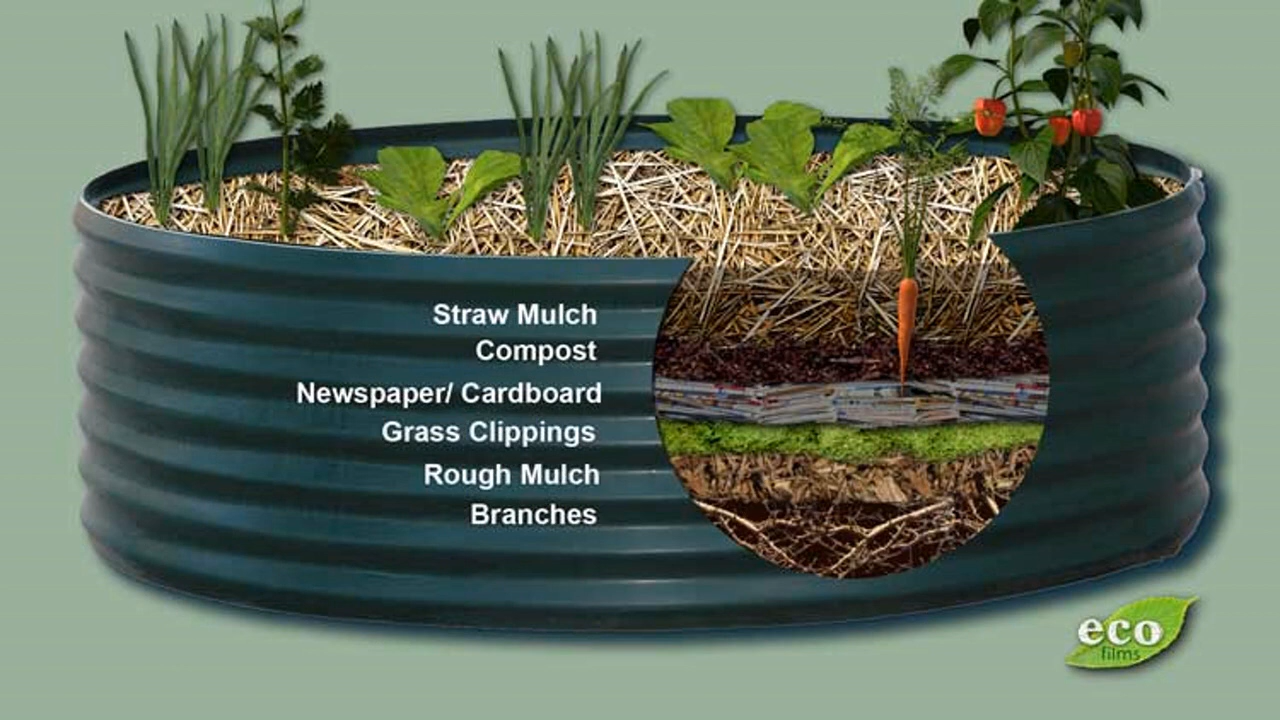 Straw Mulch
Compost
Newspaper/ Cardboard
Grass Clippings
Rough Mulch
Branches
eco
films